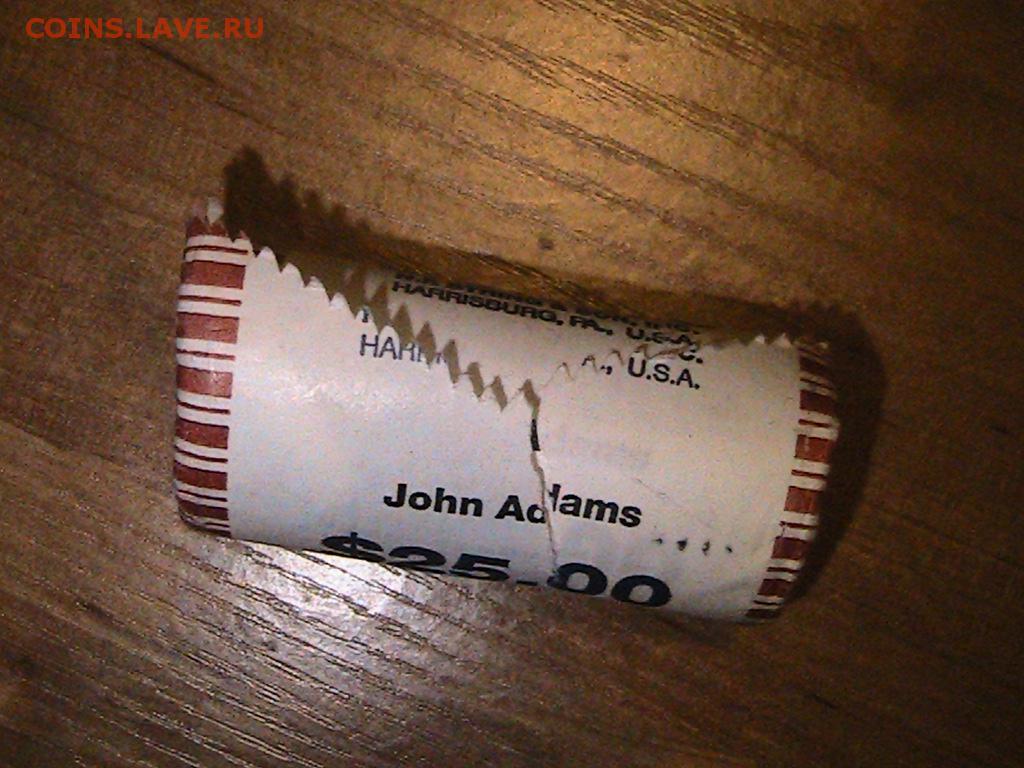 COINS.LAVE.RU
HARRISBURG, PA., U.S.A.
U.S.A.
John Adams
$25.00